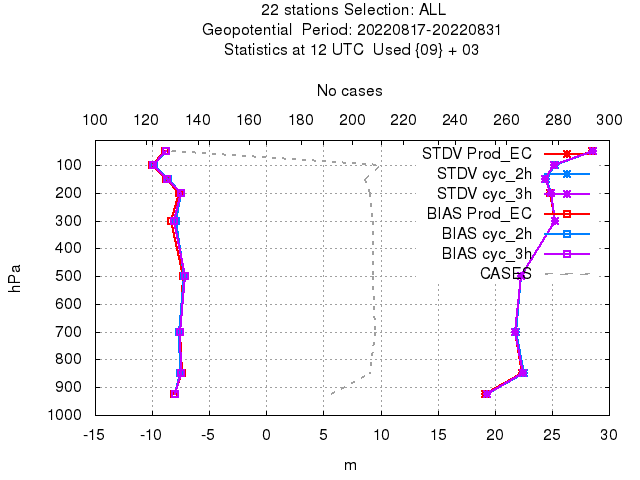 22 stations Selection: ALL
Geopotential  Period: 20220817-20220831
Statistics at 12 UTC  Used {09} + 03
No cases
100 120 140 160 180 200 220 240 260 280 300
STDV Prod_EC
STDV cyc_2h
STDV cyc_3h
BIAS Prod_EC
BIAS cyc_2h
BIAS cyc_3h
CASES
hPa
100
200
300
400
500
600
700
800
900
1000
-15 -10 -5 0 5 10 15 20 25 30
m